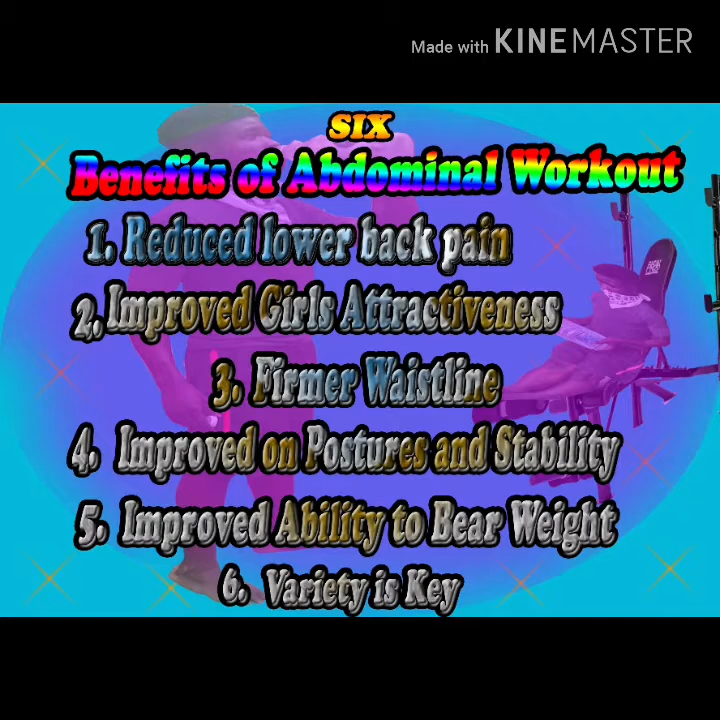 Made with KINEMASTER
SIX
Benefits of Abdominal Workout
1. Reduced lower back pain
2, Improved Girls Attractiveness
3. Firmer Waistline
4. Improved on Postures and Stability
5. Improved Ability to Bear Weight
6. Variety is Key